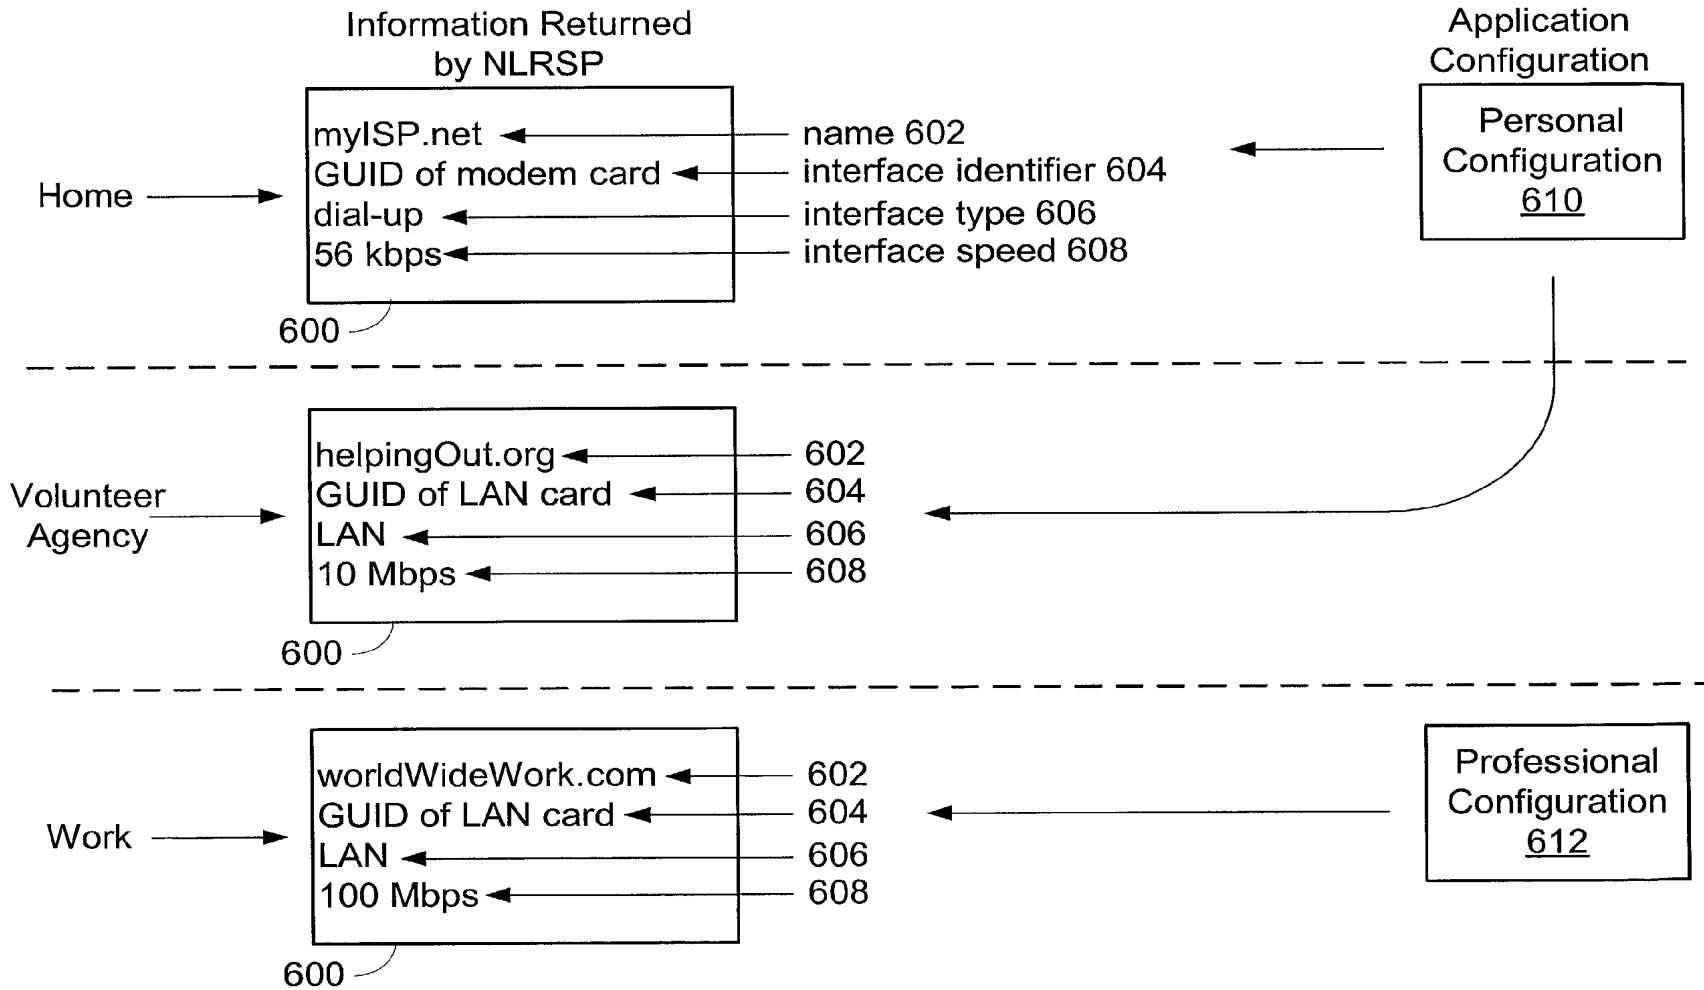 Information Returned
by NLRSP
Application
Configuration
Home
myISP.net
GUID of modem card
dial-up
56 kbps
name 602
interface identifier 604
interface type 606
interface speed 608
Personal
Configuration
610
600
Volunteer
Agency
helpingOut.org
GUID of LAN card
LAN
10 Mbps
602
604
606
608
600
Work
worldWideWork.com
GUID of LAN card
LAN
100 Mbps
602
604
606
608
Professional
Configuration
612
600